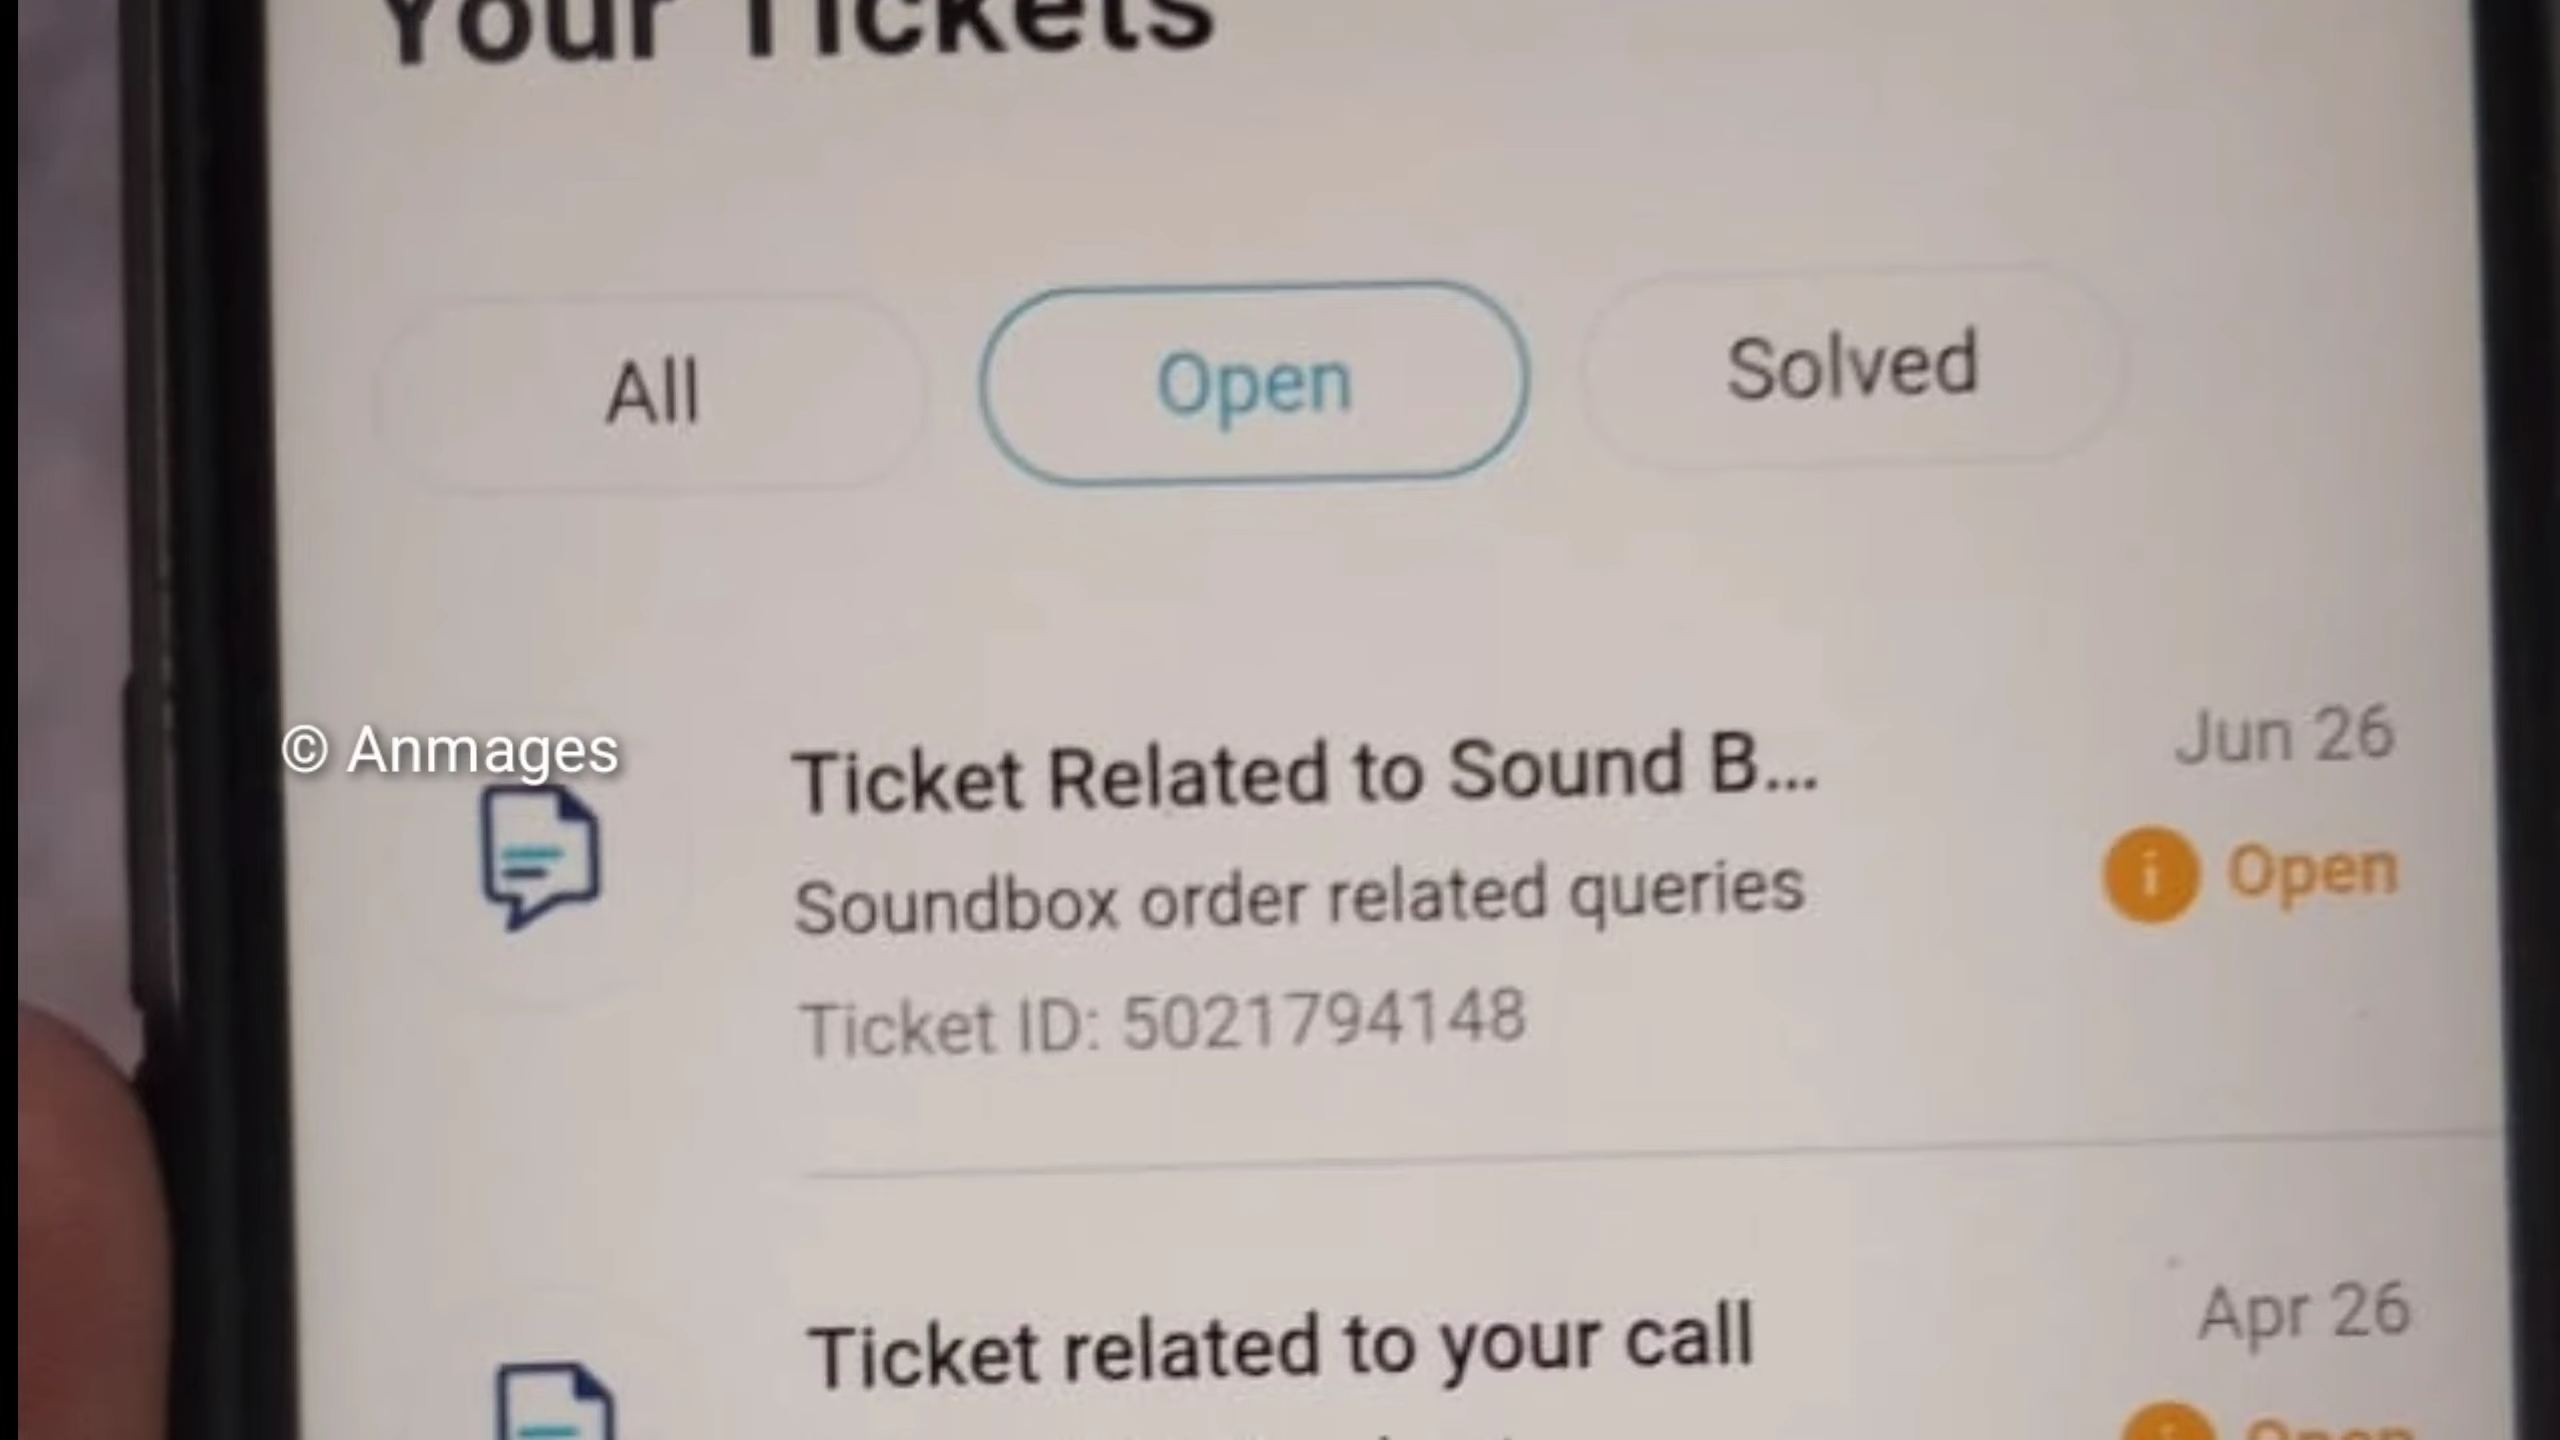 Your Tickets
All
Open
Solved
© Anmages
Ticket Related to Sound B...
Jun 26
Soundbox order related queries
Open
Ticket ID: 5021794148
Ticket related to your call
Apr 26
Open